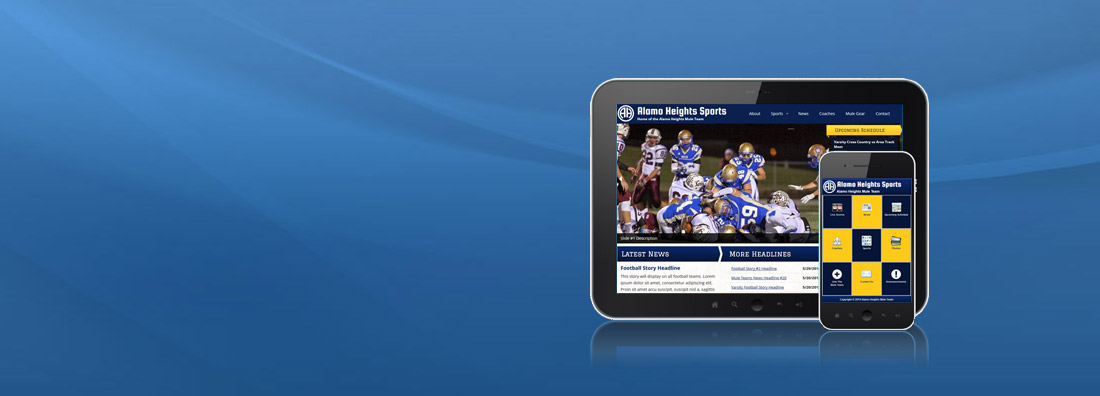 Alamo Heights Sports
Home of the Alamo Heights Mule Team
About Sports News Coaches Mule Gear Contact
Upcoming Schedule
Varsity Cross Country vs Area Track
Meet
Slide #1 Description
Latest News
More Headlines
Football Story Headline
This story will display on all football teams. Lorem
ipsum dolor sit amet, consectetur adipiscing elit.
Proin sit amet arcu suscipit, suscipit nisl a, sagittis
Football Story #2 Headline 5/29/201
Mule Teams News Headline #20 5/20/201
Varsity Football Story Headline 5/20/201
Alamo Heights Sports
Alamo Heights Mule Team
Live Scores
News
Upcoming Schedule
Coaches
Sports
Photos
Join The
Mule Team
Contact Us
Announcements
Copyright © 2014 Alamo Heights Mule Team